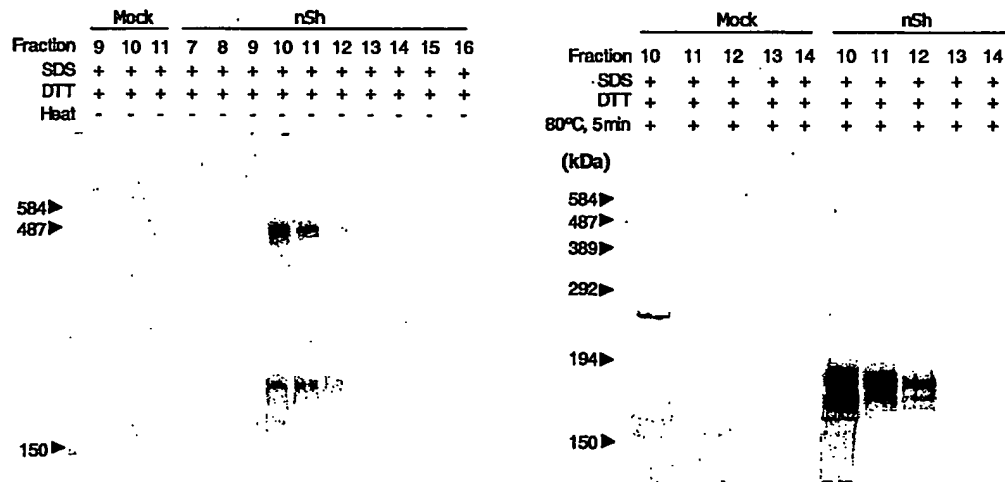 Mock nSh
Fraction 9 10 11 7 8 9 10 11 12 13 14 15 16
SDS + + + + + + + + + + + + +
DTT + + + + + + + + + + + + +
Heat - - - - - - - - - - - - -
584
487
150
Mock nSh
Fraction 10 11 12 13 14 10 11 12 13 14
SDS + + + + + + + + + +
DTT + + + + + + + + + +
80ºC, 5min + + + + + + + + + +
(kDa)
584
487
389
292
194
150